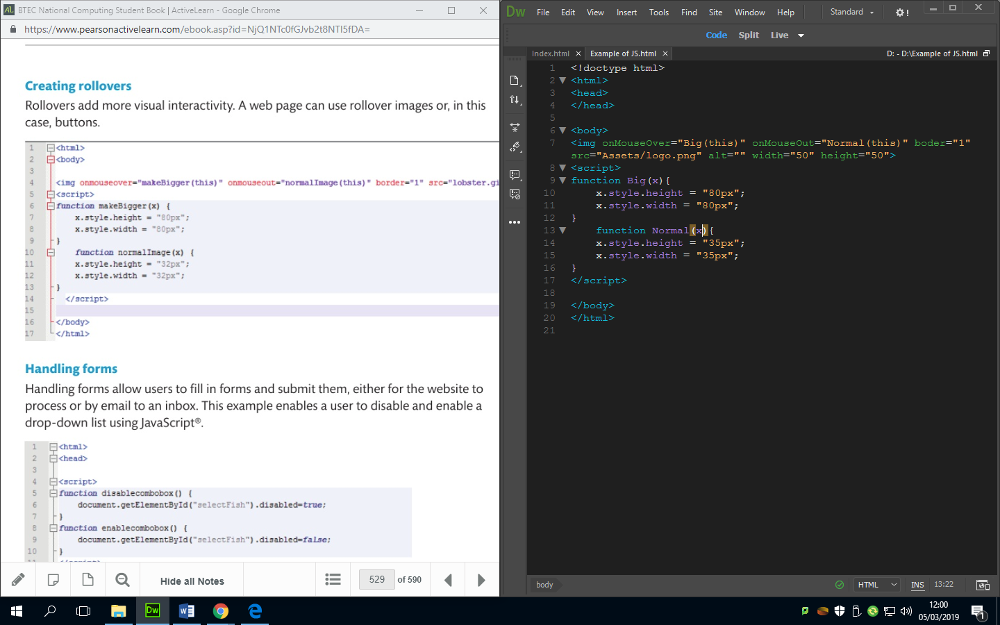 BTEC National Computing Student Book | ActiveLearn - Google Chrome
https://www.pearsonactivelearn.com/ebook.asp?id=NjQ1NTc0fGJvb2t8NTI5fDA=
Creating rollovers
Rollovers add more visual interactivity. A web page can use rollover images or, in this
case, buttons.
1 <html>
2 <body>
3
4 <img onmouseover="makeBigger(this)" onmouseout="normalImage(this)" border="1" src="lobster.gi
5 <script>
6 function makeBigger(x) {
7 x.style.height = "80px";
8 x.style.width = "80px";
9 }
10 function normalImage(x) {
11 x.style.height = "32px";
12 x.style.width = "32px";
13 }
14 </script>
15
16 </body>
17 </html>
Handling forms
Handling forms allow users to fill in forms and submit them, either for the website to
process or by email to an inbox. This example enables a user to disable and enable a
drop-down list using JavaScript®.
1 <html>
2 <head>
3
4 <script>
5 function disablecombobox() {
6 document.getElementById("selectFish").disabled=true;
7 }
8 function enablecombobox() {
9 document.getElementById("selectFish").disabled=false;
10 }
Hide all Notes
529 of 590
Dw File Edit View Insert Tools Find Site Window Help Standard
Code Split Live
Index.html × Example of JS.html × D: - D:\Example of JS.html
1 <!doctype html>
2 <html>
3 <head>
4 </head>
5
6 <body>
7 <img onMouseOver="Big(this)" onMouseOut="Normal(this)" boder="1"
src="Assets/logo.png" alt="" width="50" height="50">
8 <script>
9 function Big(x){
10 x.style.height = "80px";
11 x.style.width = "80px";
12 }
13 function Normal(x){
14 x.style.height = "35px";
15 x.style.width = "35px";
16 }
17 </script>
18
19 </body>
20 </html>
21
body HTML INS 13:22
Dw
12:00
05/03/2019
1